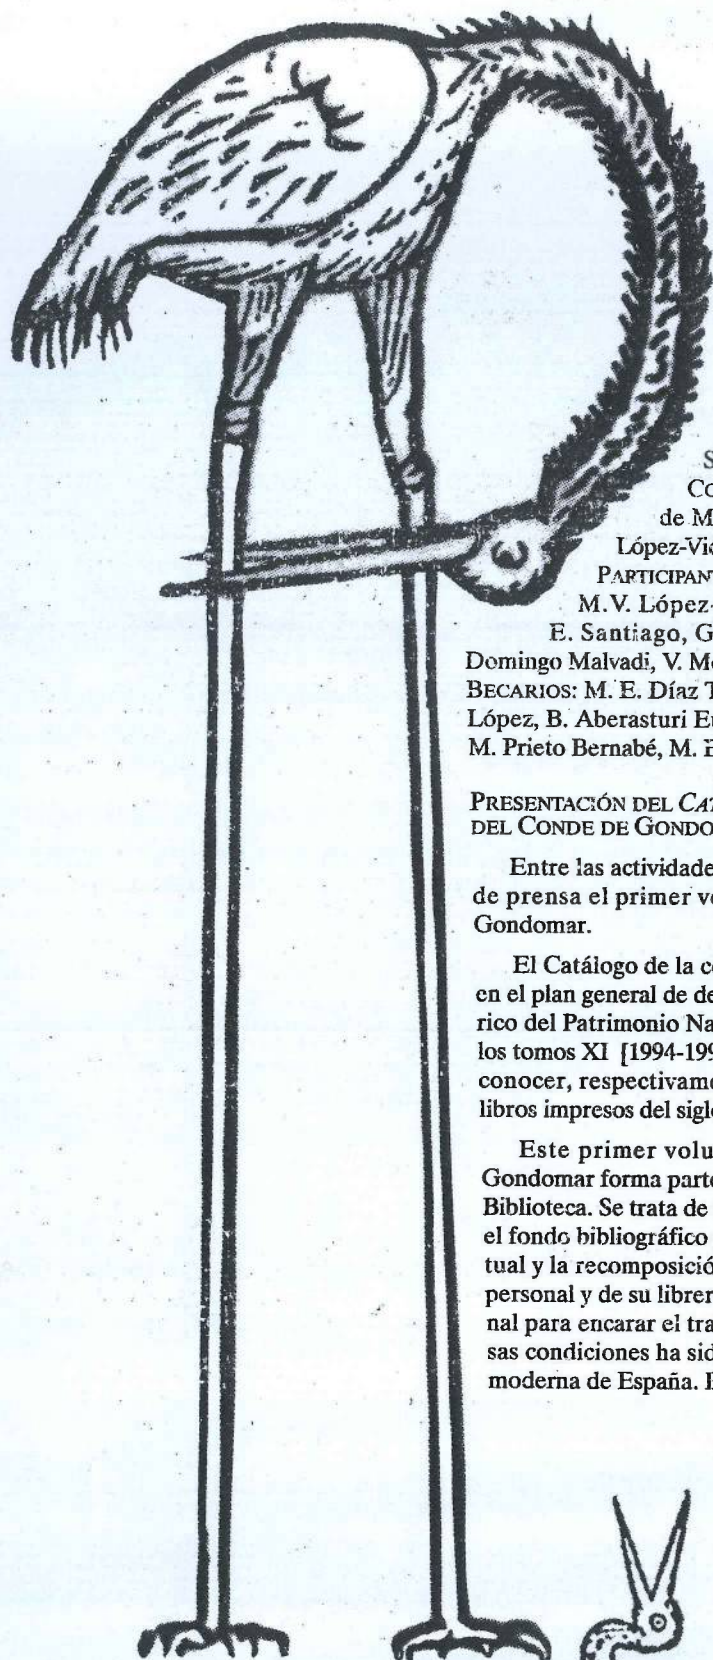 S
Co
de M
López-Vid
PARTICIPANT
M.V. López-
E. Santiago, G
Domingo Malvadi, V. Mo
BECARIOS: M. E. Díaz T
López, B. Aberasturi En
M. Prieto Bernabé, M. E
PRESENTACIÓN DEL CAT
DEL CONDE DE GONDO
Entre las actividade
de prensa el primer vo
Gondomar.
El Catálogo de la co
en el plan general de de
rico del Patrimonio Na
los tomos XI [1994-199
conocer, respectivame
libros impresos del siglo
Este primer volu
Gondomar forma parte
Biblioteca. Se trata de
el fondo bibliográfico
tual y la recomposició
personal y de su librer
nal para encarar el tra
sas condiciones ha sid
moderna de España. E